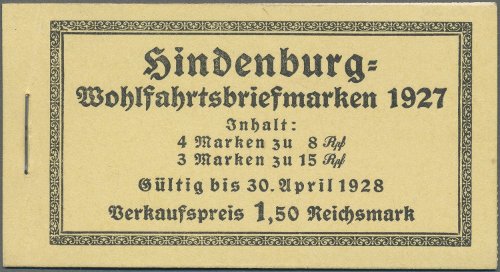 Hindenburg=
Wohlfahrtsbriefmarken 1927
Inhalt:
4 Marken zu 8 Rpf
3 Marken zu 15 Rpf
Gültig bis 30. April 1928
Verkaufspreis 1,50 Reichsmark